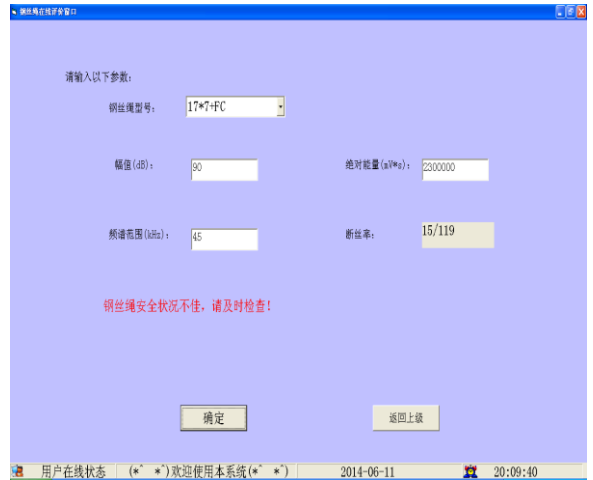 钢丝绳在线评价窗口
请输入以下参数:
钢丝绳型号: 17*7+FC
幅值(dB): 90 绝对能量(mV*s): 2300000
频谱范围(kHz): 45 断丝率: 15/119
钢丝绳安全状况不佳，请及时检查!
确定 返回上级
用户在线状态 (*^ *^)欢迎使用本系统(*^ *^) 2014-06-11 20:09:40